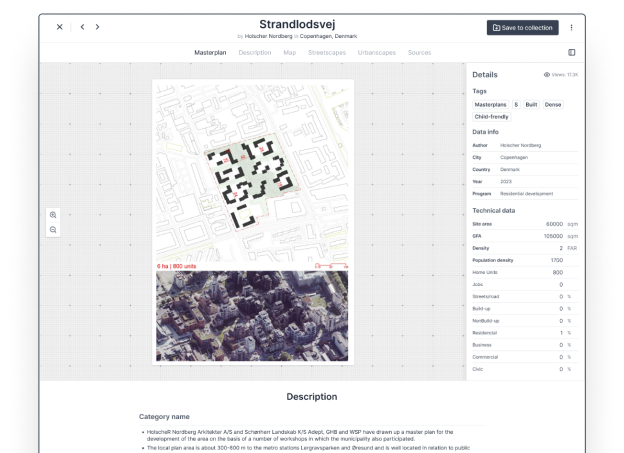 Strandlodsvej
by Holscher Nordberg in Copenhagen, Denmark
Save to collection
Masterplan Description Map Streetscapes Urbanscapes Sources
Details
Views: 17.3K
Tags
Masterplans S Built Dense
Child-friendly
Data info
Author Holscher Nordberg
City Copenhagen
Country Denmark
Year 2023
Program Residential development
Technical data
Site area 60000 sqm
GFA 105000 sqm
Density 2 FAR
Population density 1700
Home Units 800
Jobs 0
Streets/road 0 %
Build-up 0 %
NonBuild-up 0 %
Residencial 1 %
Business 0 %
Commercial 0 %
Civic 0 %
6 ha | 800 units
Description
Category name
• HolscheR Nordberg Arkitekter A/S and Schønherr Landskab K/S Adept, GHB and WSP have drawn up a master plan for the
development of the area on the basis of a number of workshops in which the municipality also participated.
• The local plan area is about 300-800 m to the metro stations Lergravsparken and Øresund and is well located in relation to public